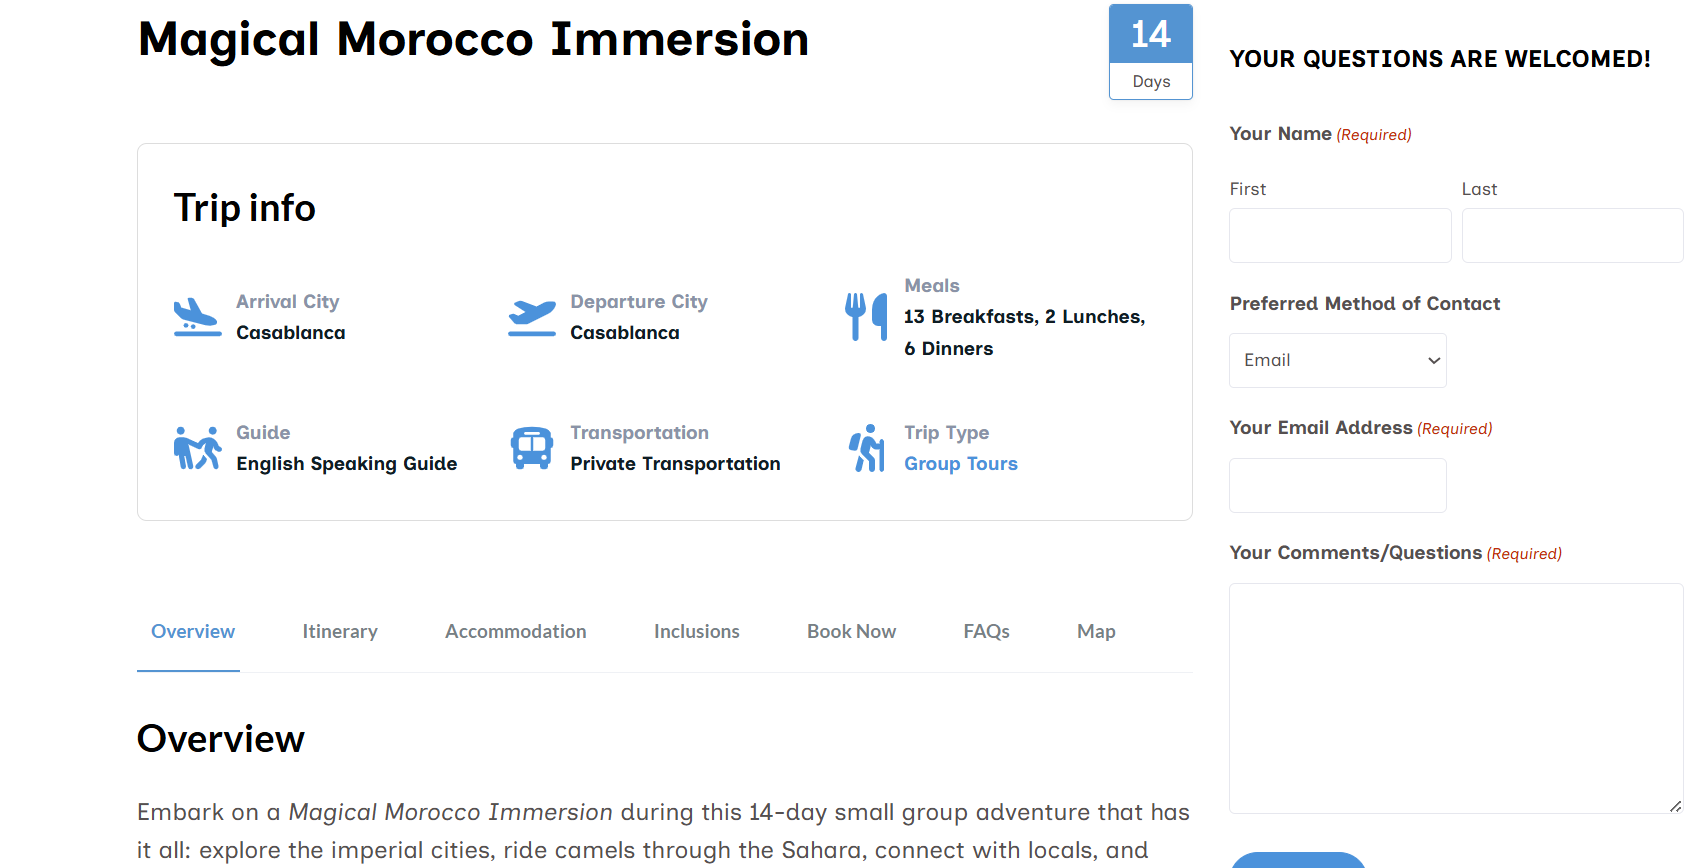 Magical Morocco Immersion
14
Days
Trip info
Arrival City
Casablanca
Departure City
Casablanca
Meals
13 Breakfasts, 2 Lunches,
6 Dinners
Guide
English Speaking Guide
Transportation
Private Transportation
Trip Type
Group Tours
Overview
Itinerary
Accommodation
Inclusions
Book Now
FAQs
Map
Overview
Embark on a Magical Morocco Immersion during this 14-day small group adventure that has
it all: explore the imperial cities, ride camels through the Sahara, connect with locals, and
YOUR QUESTIONS ARE WELCOMED!
Your Name (Required)
First
Last
Preferred Method of Contact
Email
Your Email Address (Required)
Your Comments/Questions (Required)